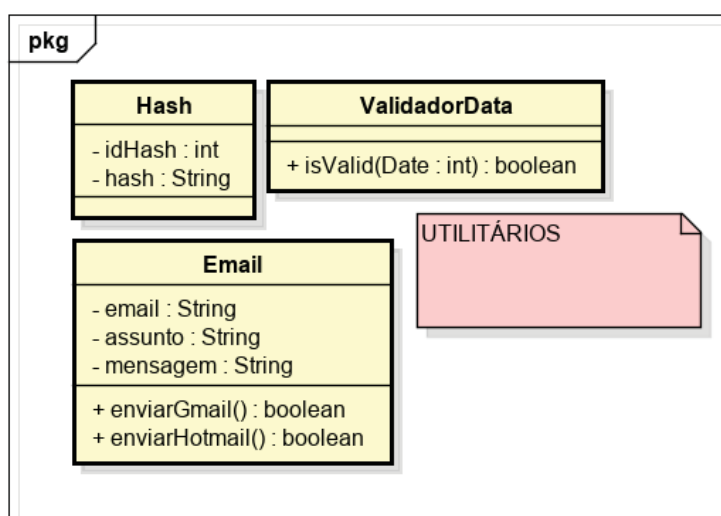 pkg
Hash
- idHash : int
- hash : String
ValidadorData
+ isValid(Date : int) : boolean
UTILITÁRIOS
Email
- email : String
- assunto : String
- mensagem : String
+ enviarGmail() : boolean
+ enviarHotmail() : boolean